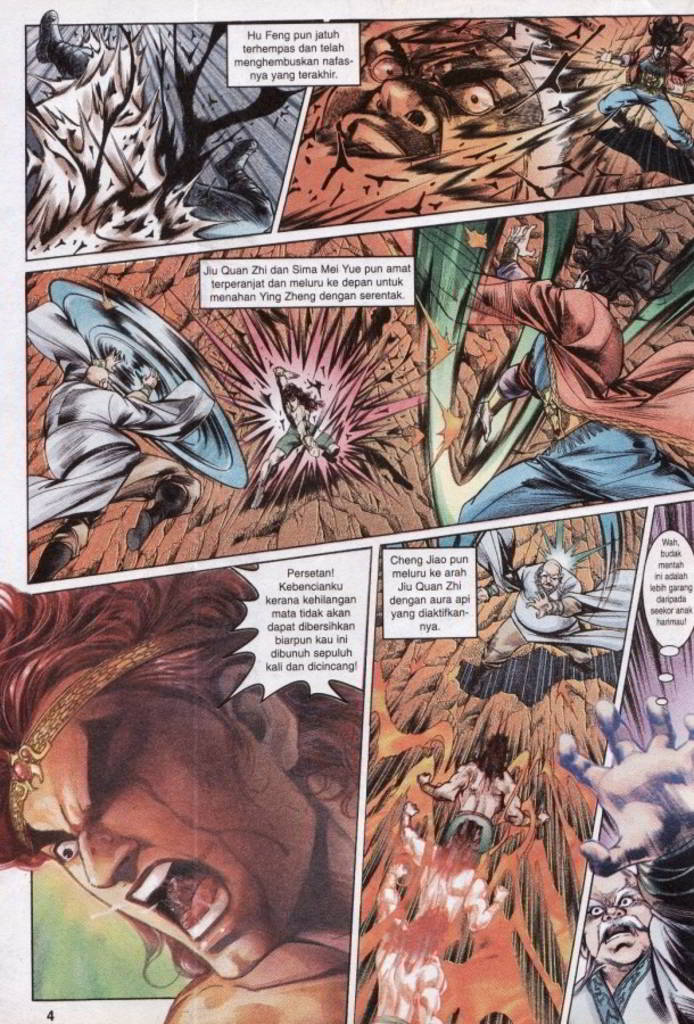 Hu Feng pun jatuh
terhempas dan telah
menghembuskan nafas-
nya yang terakhir.
Jiu Quan Zhi dan Sima Mei Yue pun amat
terperanjat dan meluru ke depan untuk
menahan Ying Zheng dengan serentak.
Persetan!
Kebencianku
kerana kehilangan
mata tidak akan
dapat dibersihkan
biarpun kau ini
dibunuh sepuluh
kali dan dicincang!
Cheng Jiao pun
meluru ke arah
Jiu Quan Zhi
dengan aura api
yang diaktifkan-
nya.
Wah,
budak
mentah
ini adalah
lebih garang
daripada
seekor anak
harimau!
4